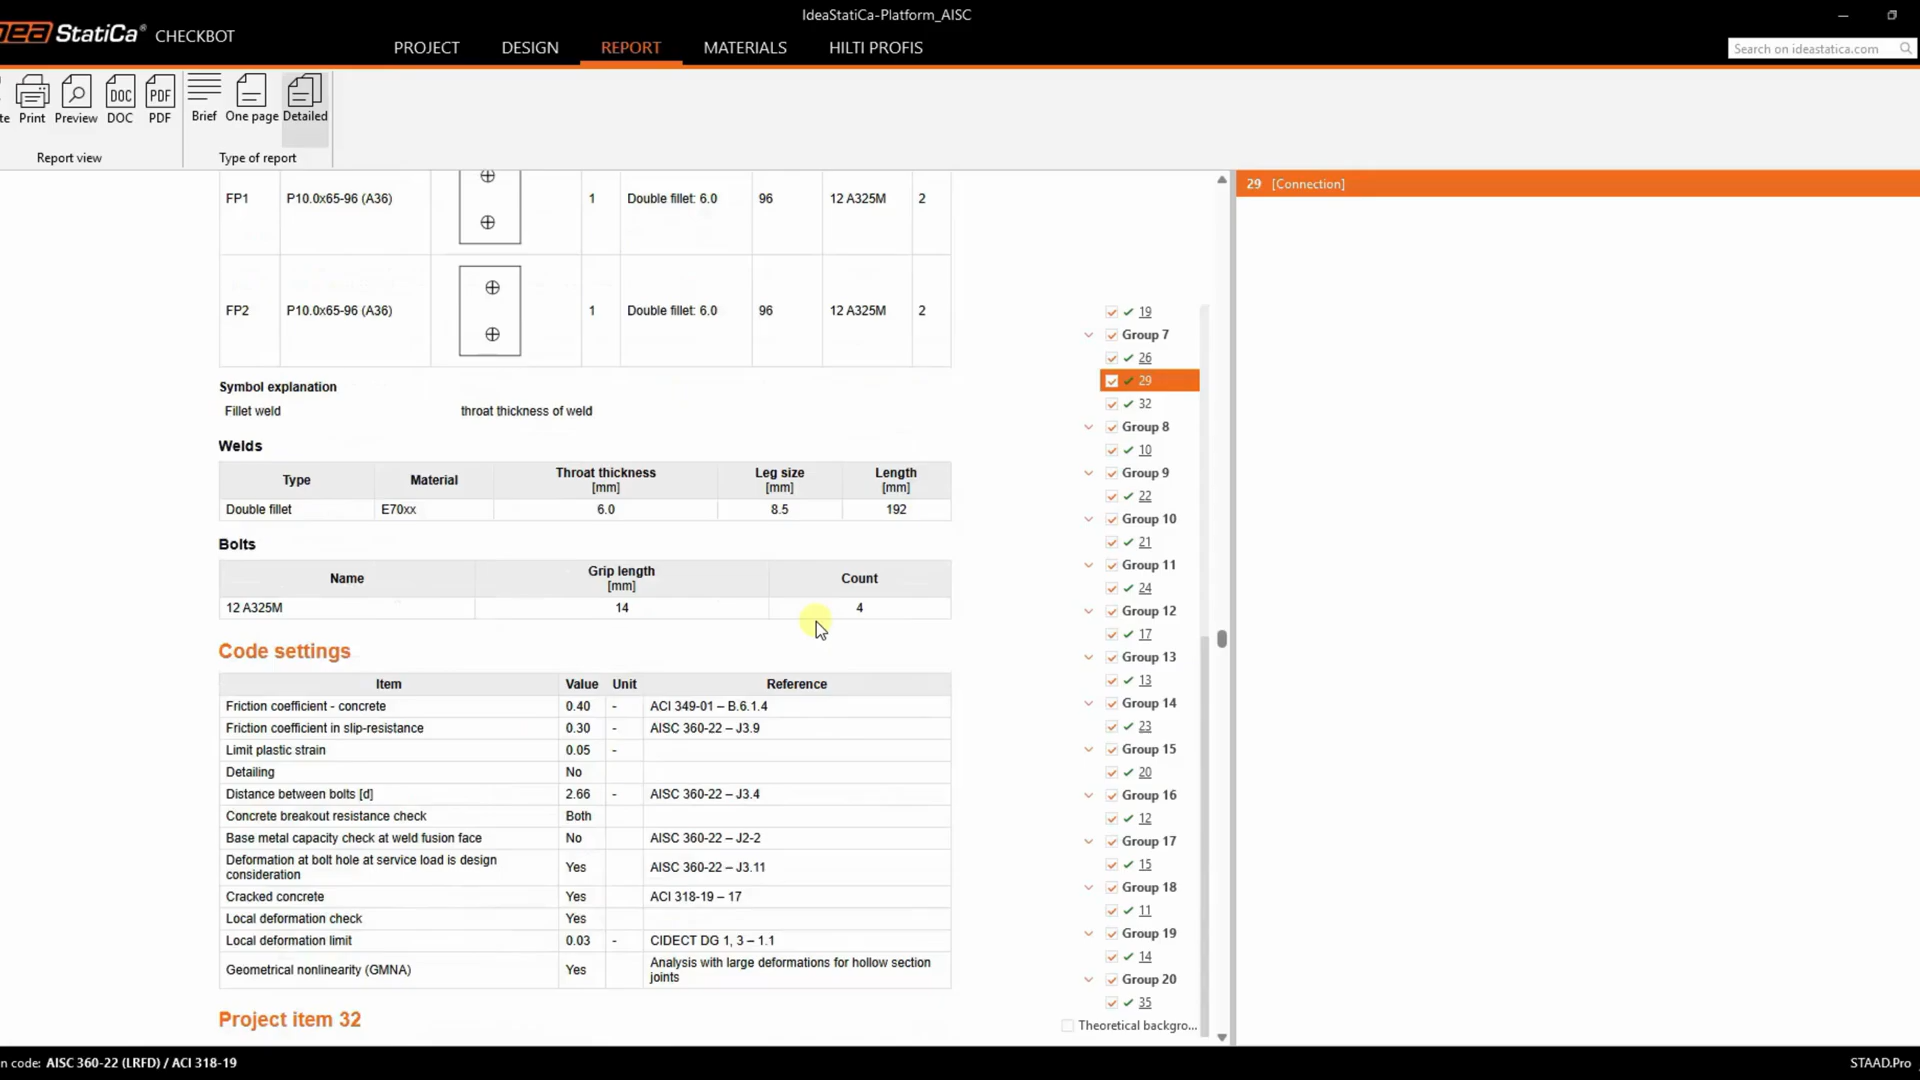 IdeaStatiCa-Platform_AISC
StatiCa® CHECKBOT
PROJECT DESIGN REPORT MATERIALS HILTI PROFIS
Search on ideastatica.com
Print Preview DOC PDF Brief One page Detailed
Report view Type of report
29 [Connection]
FP1 P10.0x65-96 (A36) 1 Double fillet: 6.0 96 12 A325M 2
FP2 P10.0x65-96 (A36) 1 Double fillet: 6.0 96 12 A325M 2
Symbol explanation
Fillet weld throat thickness of weld
Welds
Type Material Throat thickness [mm] Leg size [mm] Length [mm]
Double fillet E70xx 6.0 8.5 192
Bolts
Name Grip length [mm] Count
12 A325M 14 4
Code settings
Item Value Unit Reference
Friction coefficient - concrete 0.40 - ACI 349-01 – B.6.1.4
Friction coefficient in slip-resistance 0.30 - AISC 360-22 – J3.9
Limit plastic strain 0.05 -
Detailing No
Distance between bolts [d] 2.66 - AISC 360-22 – J3.4
Concrete breakout resistance check Both
Base metal capacity check at weld fusion face No AISC 360-22 – J2-2
Deformation at bolt hole at service load is design
consideration Yes AISC 360-22 – J3.11
Cracked concrete Yes ACI 318-19 – 17
Local deformation check Yes
Local deformation limit 0.03 - CIDECT DG 1, 3 – 1.1
Geometrical nonlinearity (GMNA) Yes Analysis with large deformations for hollow section
joints
Project item 32
19
Group 7
26
29
32
Group 8
10
Group 9
22
Group 10
21
Group 11
24
Group 12
17
Group 13
13
Group 14
23
Group 15
20
Group 16
12
Group 17
15
Group 18
11
Group 19
14
Group 20
35
Theoretical backgro...
n code: AISC 360-22 (LRFD) / ACI 318-19
STAAD.Pro